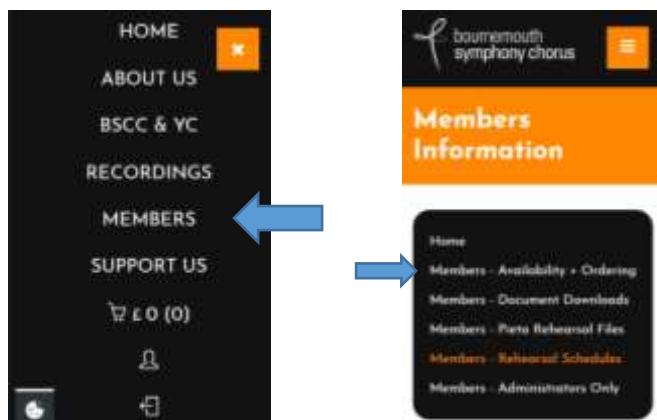 HOME
ABOUT US
BSCC & YC
RECORDINGS
MEMBERS
SUPPORT US
£ 0 (0)
bournemouth
symphony chorus
Members
Information
Home
Members - Availability + Ordering
Members - Document Downloads
Members - Pieta Rehearsal Files
Members - Rehearsal Schedules
Members - Administrators Only